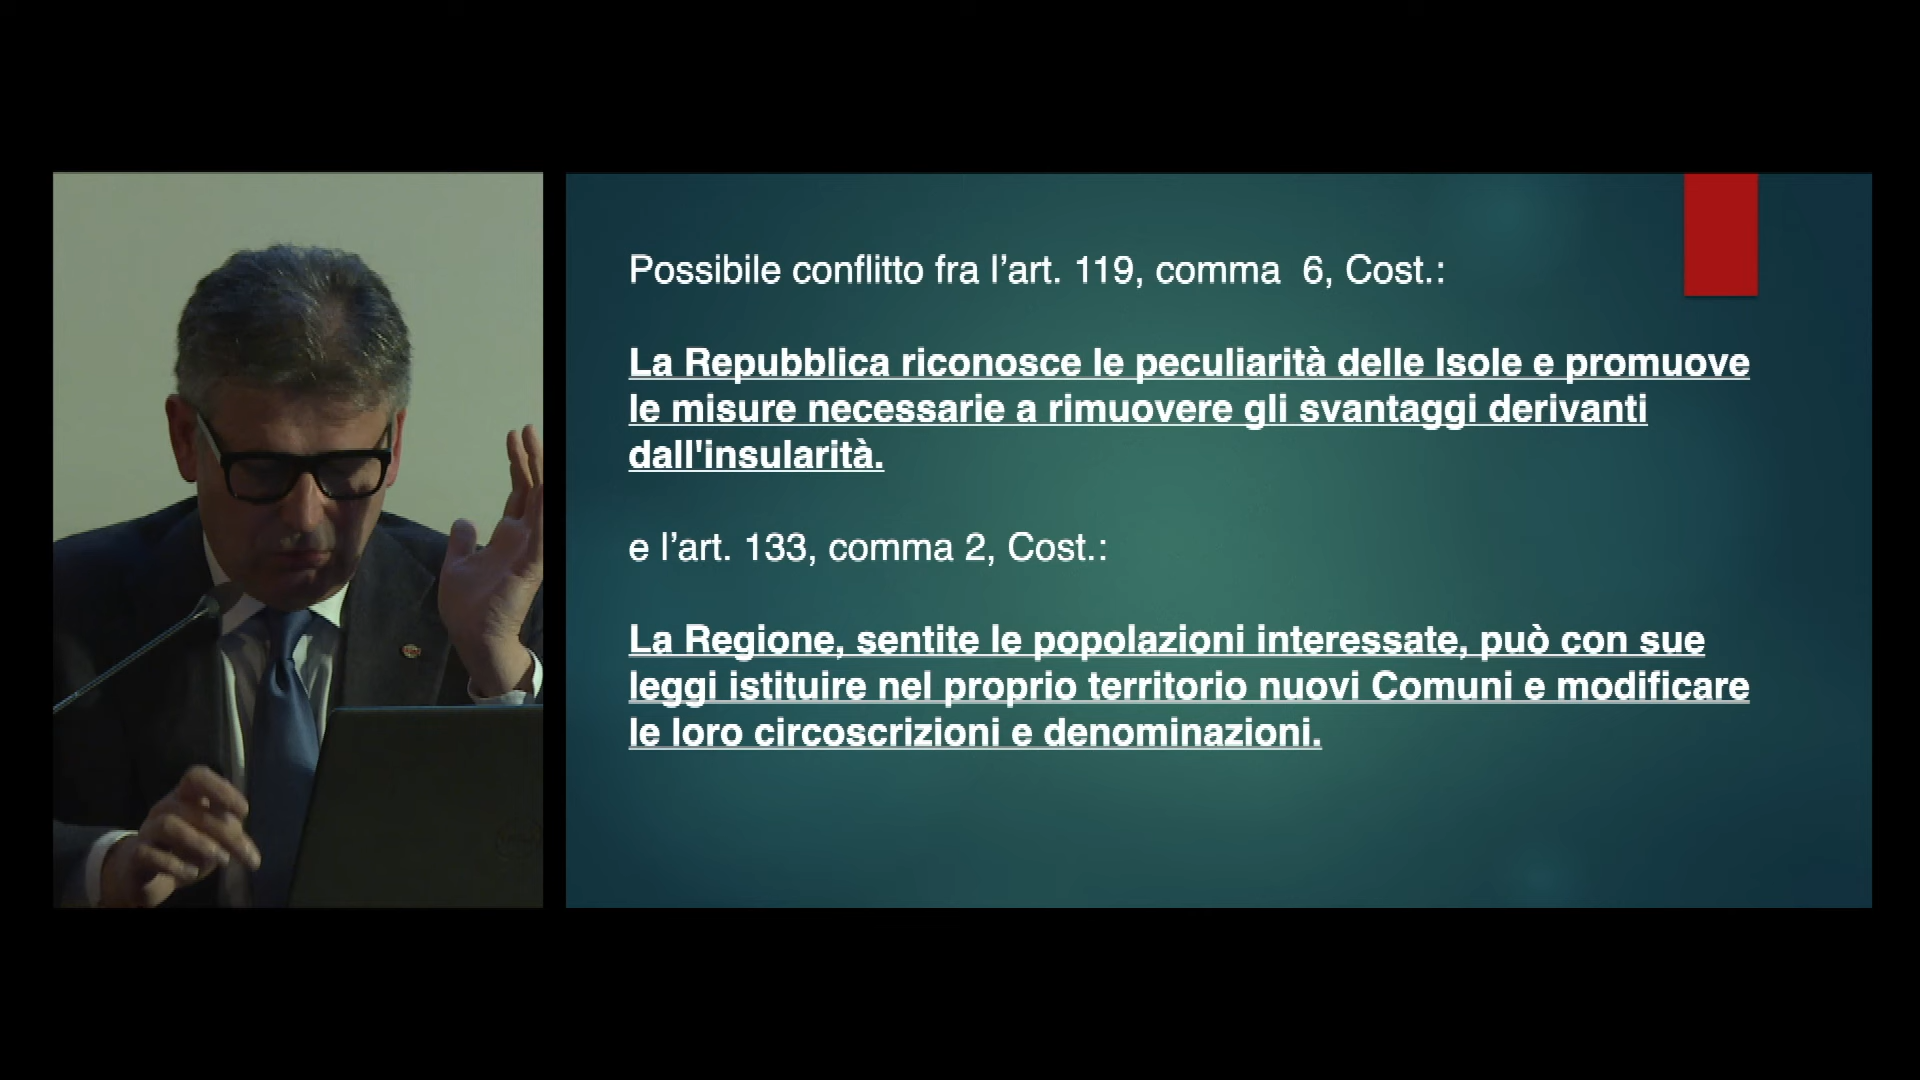 Possibile conflitto fra l’art. 119, comma  6, Cost.:
La Repubblica riconosce le peculiarità delle Isole e promuove
le misure necessarie a rimuovere gli svantaggi derivanti
dall'insularità.
e l’art. 133, comma 2, Cost.:
La Regione, sentite le popolazioni interessate, può con sue
leggi istituire nel proprio territorio nuovi Comuni e modificare
le loro circoscrizioni e denominazioni.